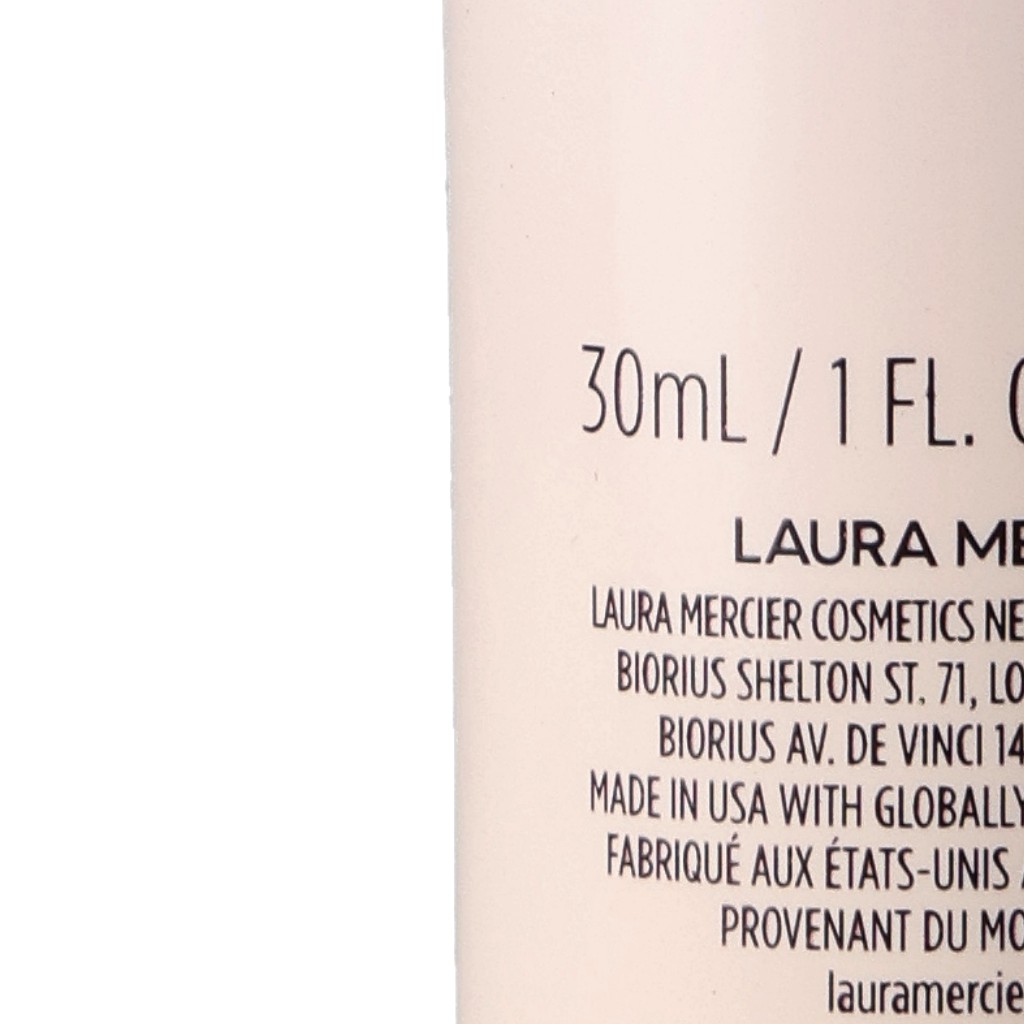 30mL / 1 FL.
LAURA ME
LAURA MERCIER COSMETICS NE
BIORIUS SHELTON ST. 71, LO
BIORIUS AV. DE VINCI 14
MADE IN USA WITH GLOBALLY
FABRIQUÉ AUX ÉTATS-UNIS
PROVENANT DU MO
lauramercie